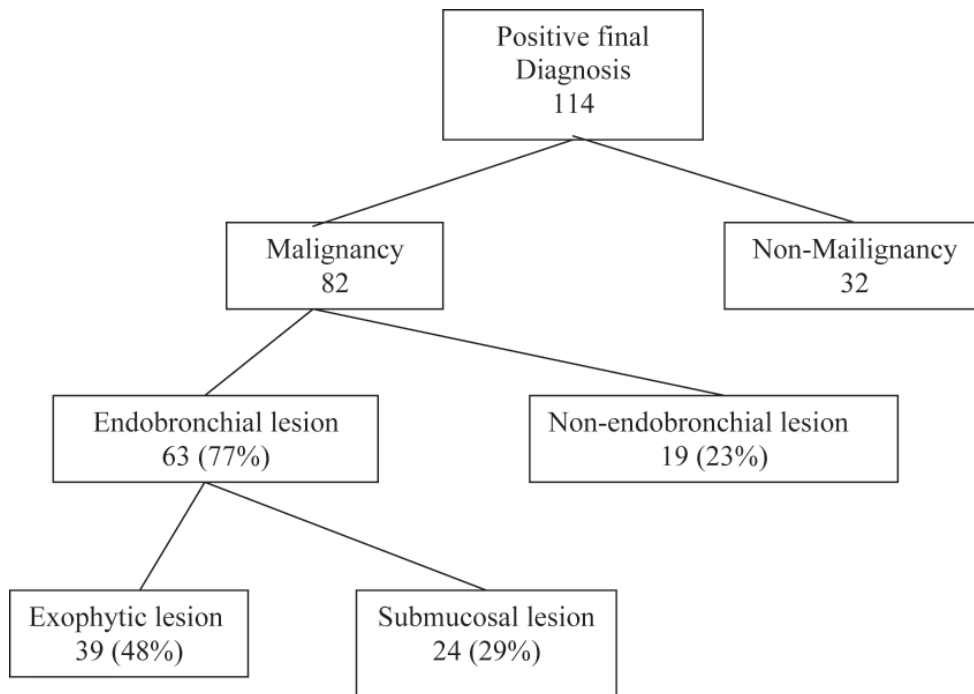 Positive final
Diagnosis
114
Malignancy
82
Non-Mailignancy
32
Endobronchial lesion
63 (77%)
Non-endobronchial lesion
19 (23%)
Exophytic lesion
39 (48%)
Submucosal lesion
24 (29%)